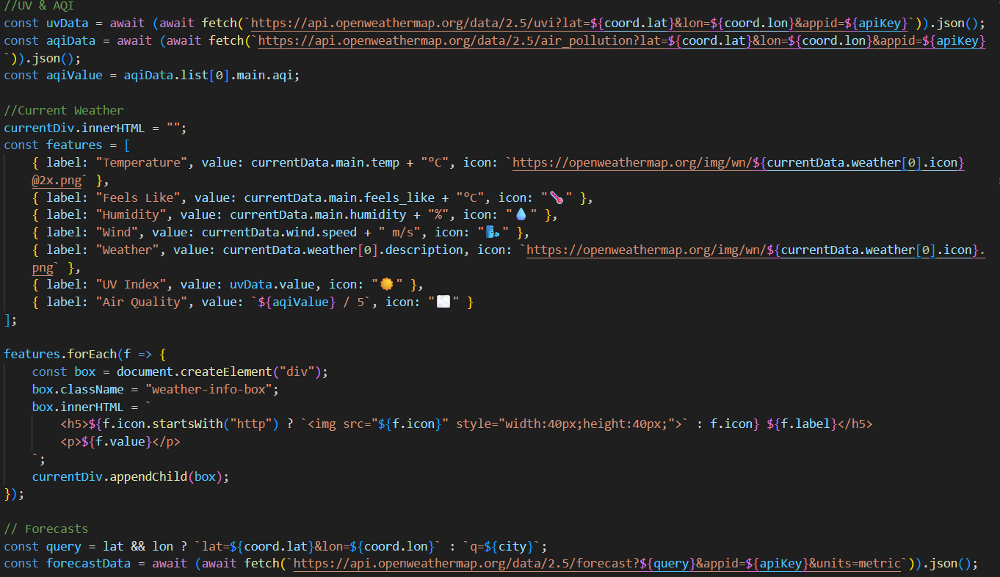 //UV & AQI
const uvData = await (await fetch(`https://api.openweathermap.org/data/2.5/uvi?lat=${coord.lat}&lon=${coord.lon}&appid=${apiKey}`)).json();
const aqiData = await (await fetch(`https://api.openweathermap.org/data/2.5/air_pollution?lat=${coord.lat}&lon=${coord.lon}&appid=${apiKey}
`)).json();
const aqiValue = aqiData.list[0].main.aqi;
//Current Weather
currentDiv.innerHTML = "";
const features = [
{ label: "Temperature", value: currentData.main.temp + "°C", icon: `https://openweathermap.org/img/wn/${currentData.weather[0].icon}
@2x.png` },
{ label: "Feels Like", value: currentData.main.feels_like + "°C", icon: "🌡️" },
{ label: "Humidity", value: currentData.main.humidity + "%", icon: "💧" },
{ label: "Wind", value: currentData.wind.speed + " m/s", icon: "🌬️" },
{ label: "Weather", value: currentData.weather[0].description, icon: `https://openweathermap.org/img/wn/${currentData.weather[0].icon}.
png` },
{ label: "UV Index", value: uvData.value, icon: "☀️" },
{ label: "Air Quality", value: `${aqiValue} / 5`, icon: "🌫️" }
];
features.forEach(f => {
const box = document.createElement("div");
box.className = "weather-info-box";
box.innerHTML = `
<h5>${f.icon.startsWith("http") ? `<img src="${f.icon}" style="width:40px;height:40px;">` : f.icon} ${f.label}</h5>
<p>${f.value}</p>
`;
currentDiv.appendChild(box);
});
// Forecasts
const query = lat && lon ? `lat=${coord.lat}&lon=${coord.lon}` : `q=${city}`;
const forecastData = await (await fetch(`https://api.openweathermap.org/data/2.5/forecast?${query}&appid=${apiKey}&units=metric`)).json();